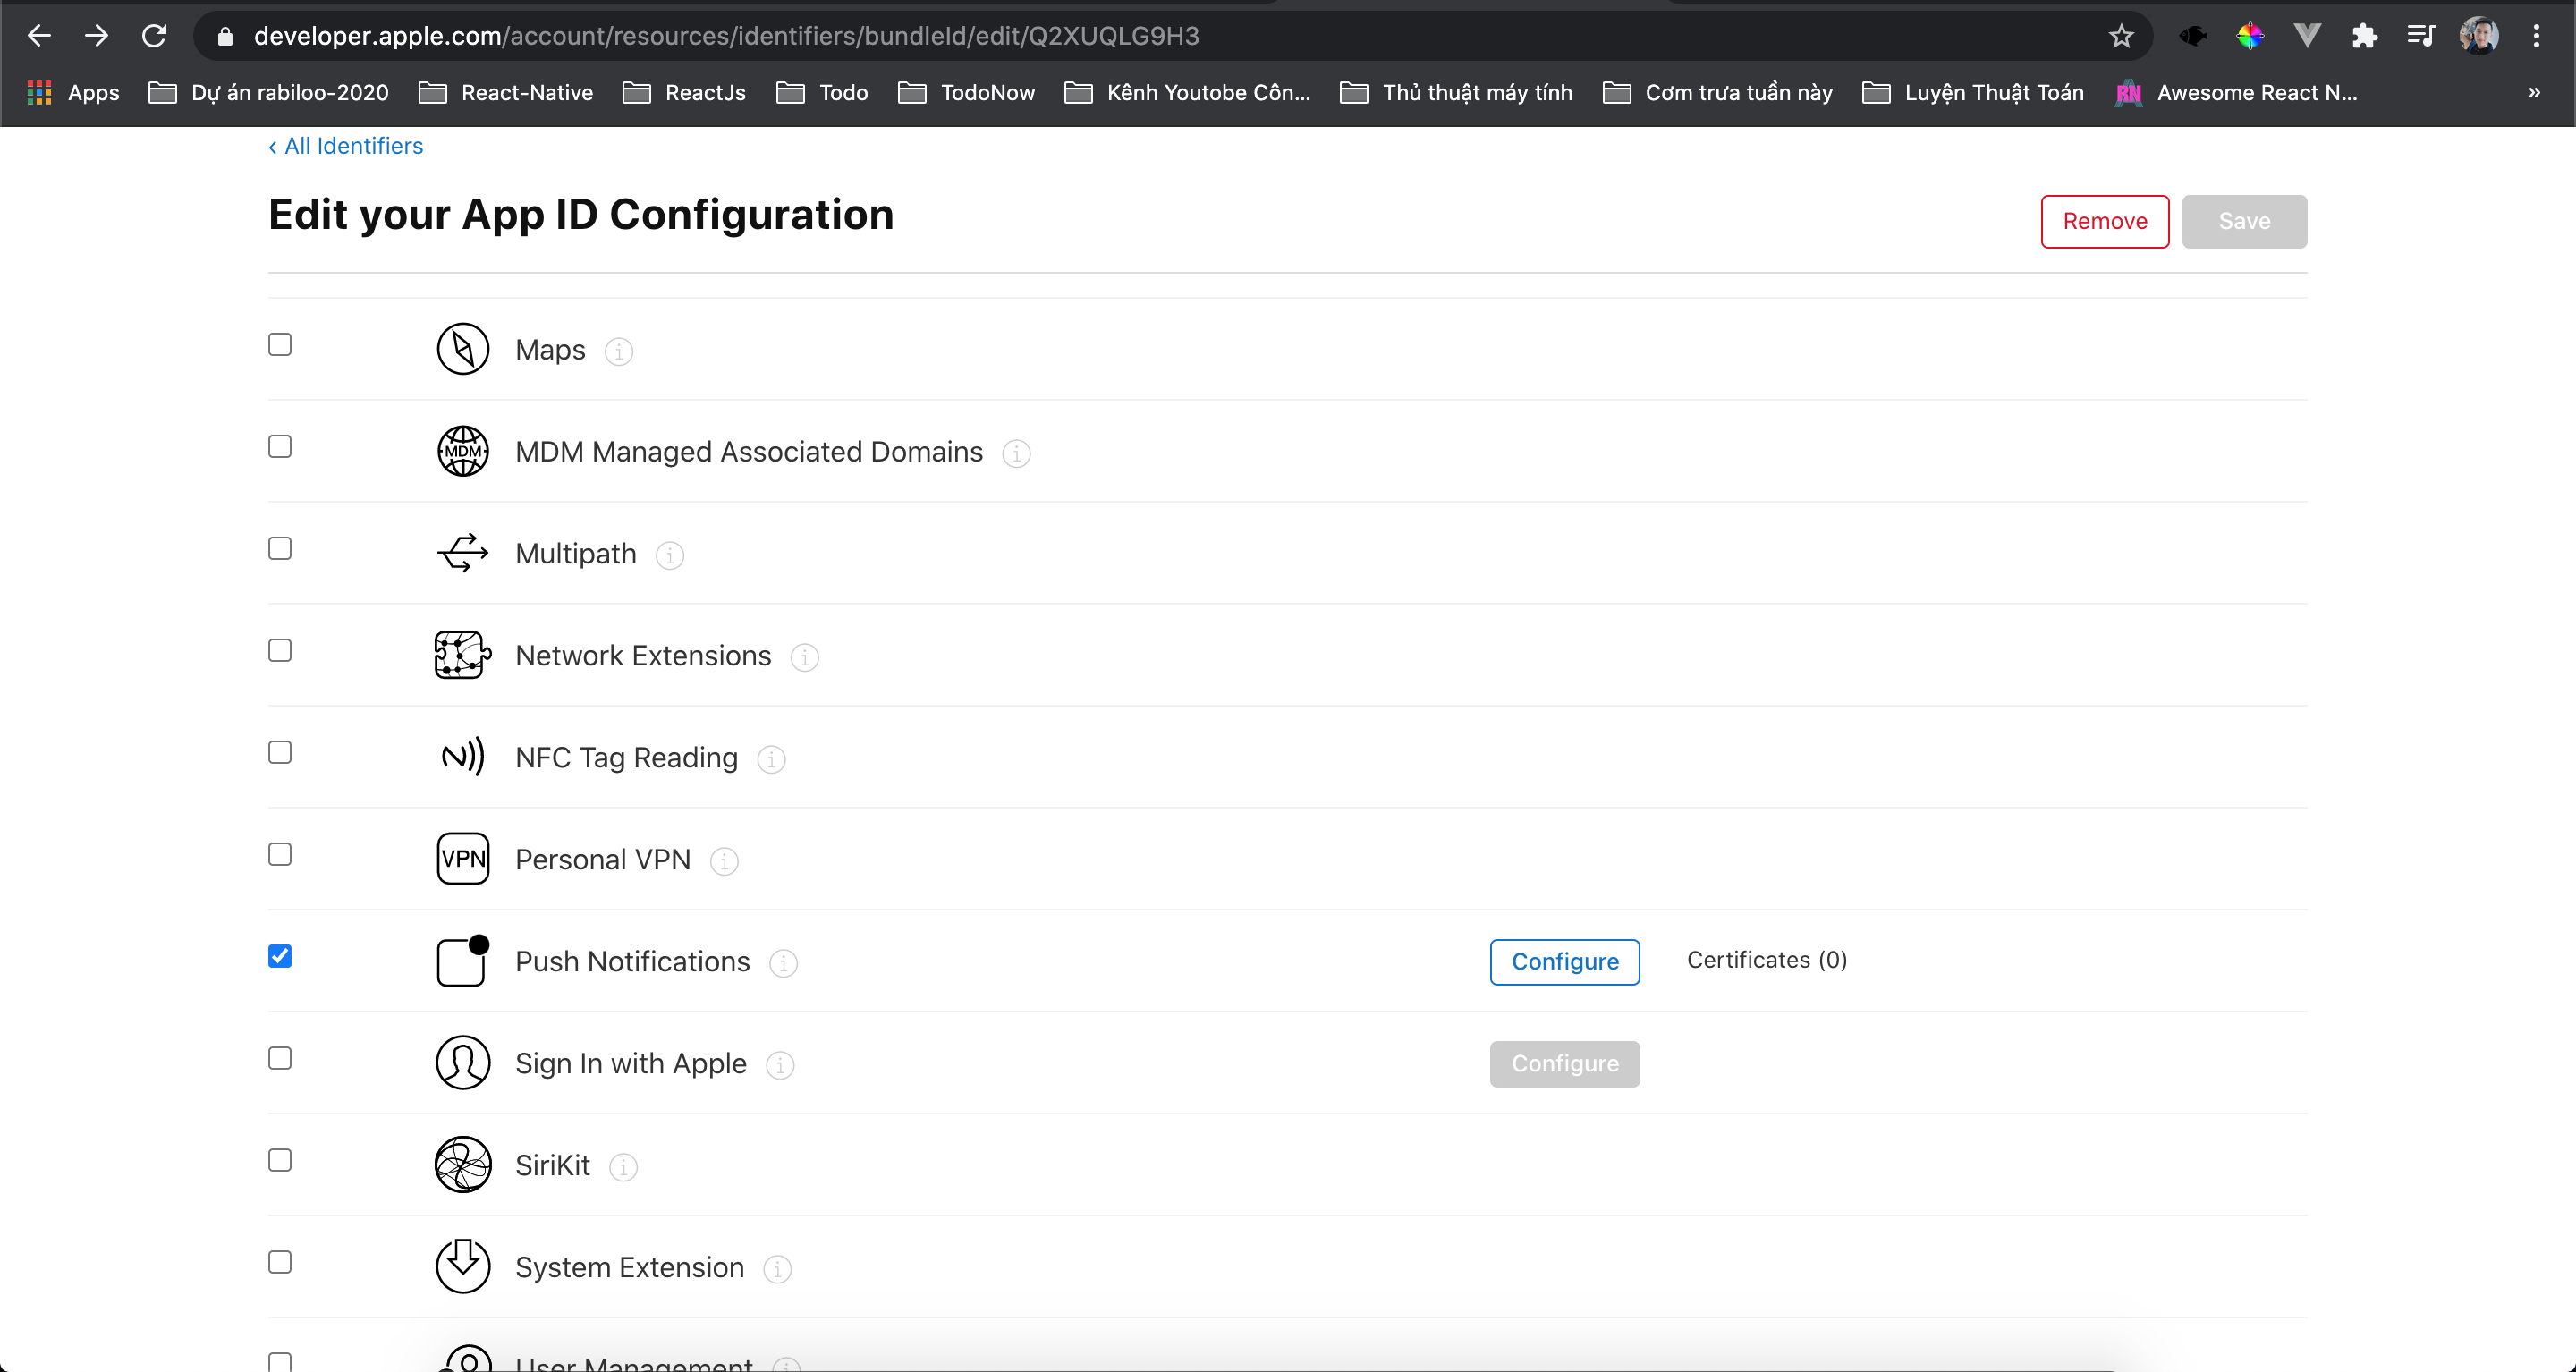 developer.apple.com/account/resources/identifiers/bundleId/edit/Q2XUQLG9H3
Apps Dự án rabiloo-2020 React-Native ReactJs Todo TodoNow Kênh Youtobe Côn... Thủ thuật máy tính Cơm trưa tuần này Luyện Thuật Toán RN Awesome React N... »
‹ All Identifiers
Edit your App ID Configuration
Remove Save
Maps
MDM MDM Managed Associated Domains
Multipath
Network Extensions
NFC Tag Reading
VPN Personal VPN
Push Notifications Configure Certificates (0)
Sign In with Apple Configure
SiriKit
System Extension
User Management